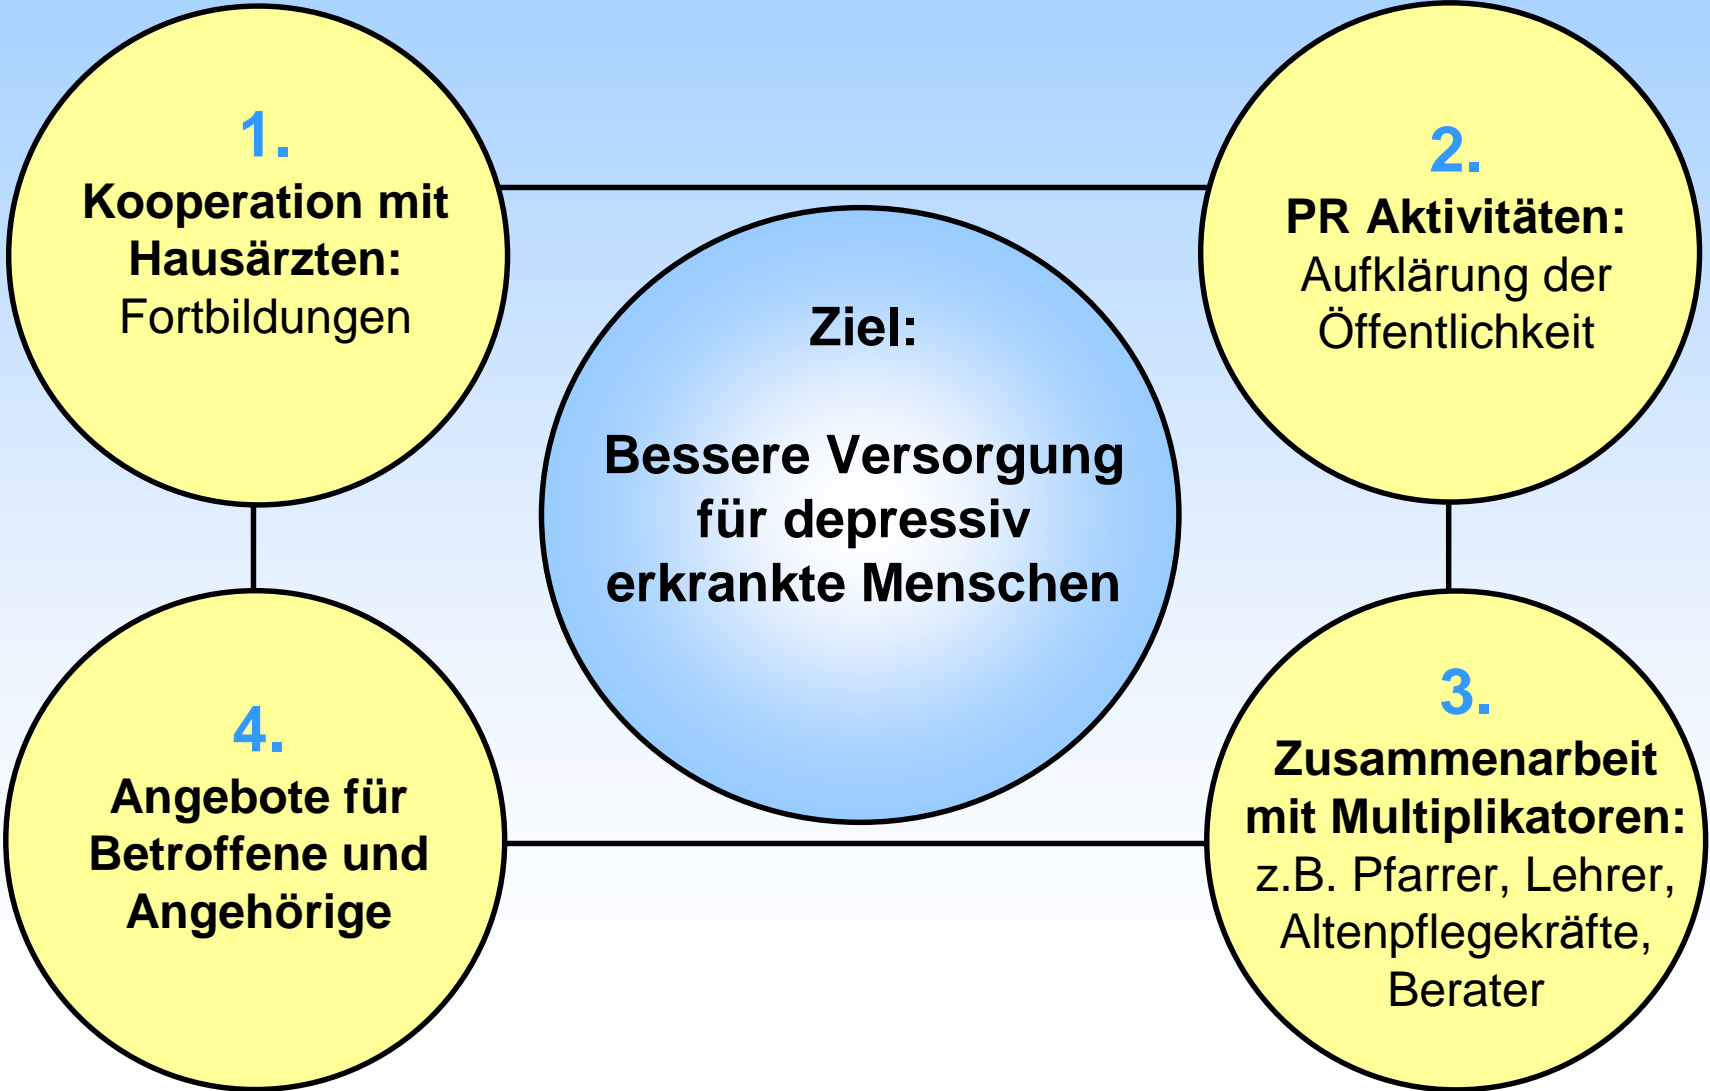 1.
Kooperation mit
Hausärzten:
Fortbildungen
2.
PR Aktivitäten:
Aufklärung der
Öffentlichkeit
Ziel:
Bessere Versorgung
für depressiv
erkrankte Menschen
3.
Zusammenarbeit
mit Multiplikatoren:
z.B. Pfarrer, Lehrer,
Altenpflegekräfte,
Berater
4.
Angebote für
Betroffene und
Angehörige